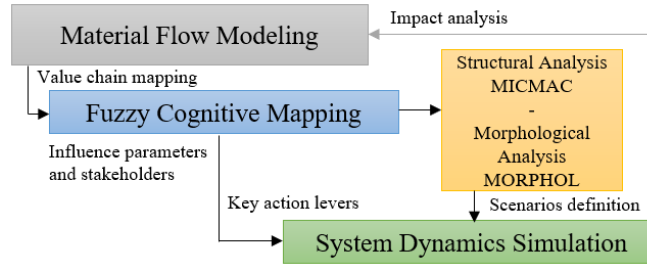 Impact analysis
Material Flow Modeling
Value chain mapping
Structural Analysis
MICMAC
-
Morphological
Analysis
MORPHOL
Fuzzy Cognitive Mapping
Influence parameters
and stakeholders
Key action levers
Scenarios definition
System Dynamics Simulation